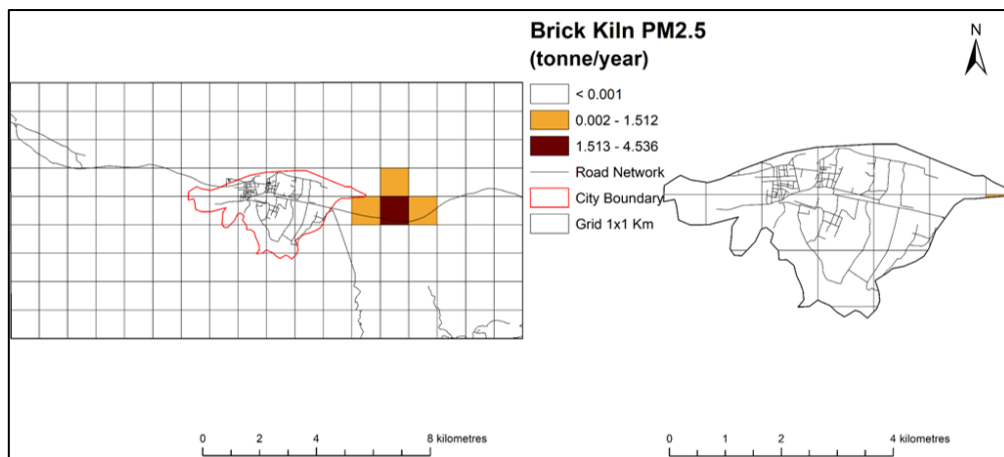 Brick Kiln PM2.5
(tonne/year)
N
< 0.001
0.002 - 1.512
1.513 - 4.536
Road Network
City Boundary
Grid 1x1 Km
0 2 4 8 kilometres
0 1 2 4 kilometres